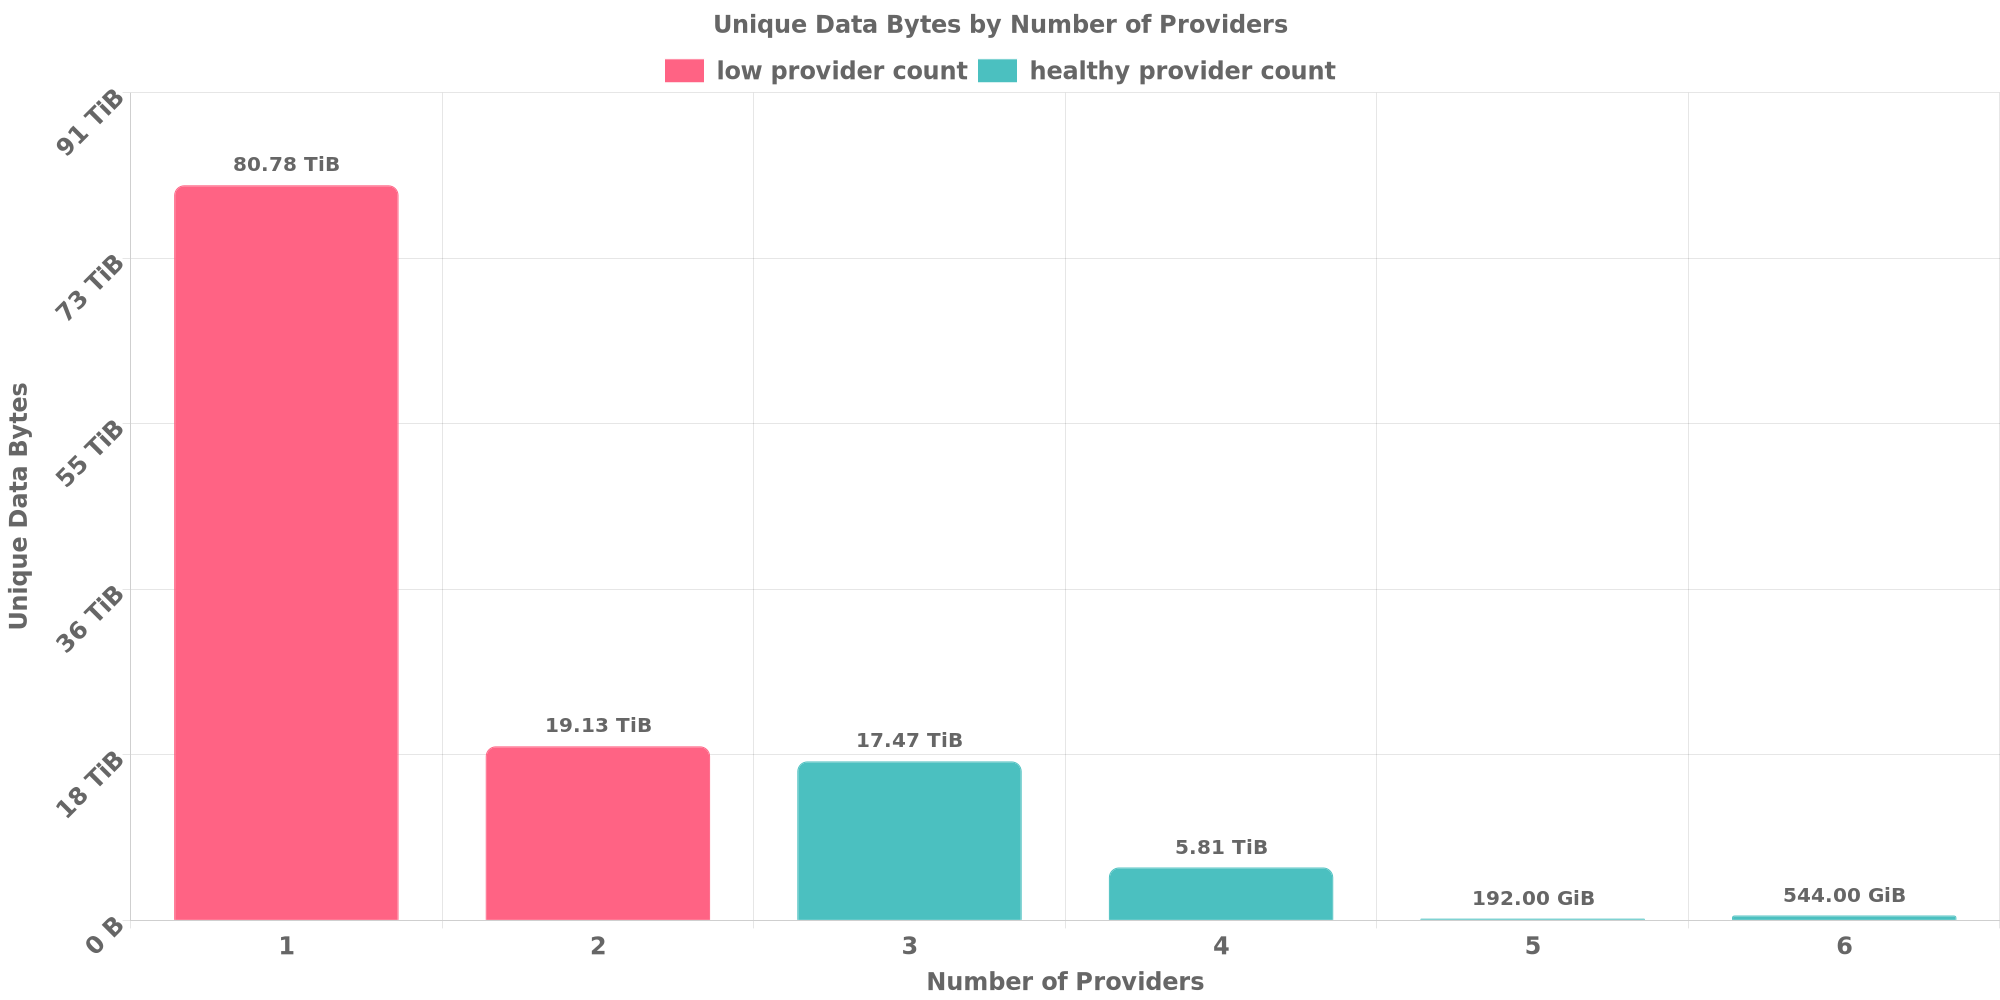 Unique Data Bytes by Number of Providers
low provider count healthy provider count
91 TiB
73 TiB
55 TiB
36 TiB
18 TiB
0 B
Unique Data Bytes
80.78 TiB
19.13 TiB
17.47 TiB
5.81 TiB
192.00 GiB
544.00 GiB
1 2 3 4 5 6
Number of Providers